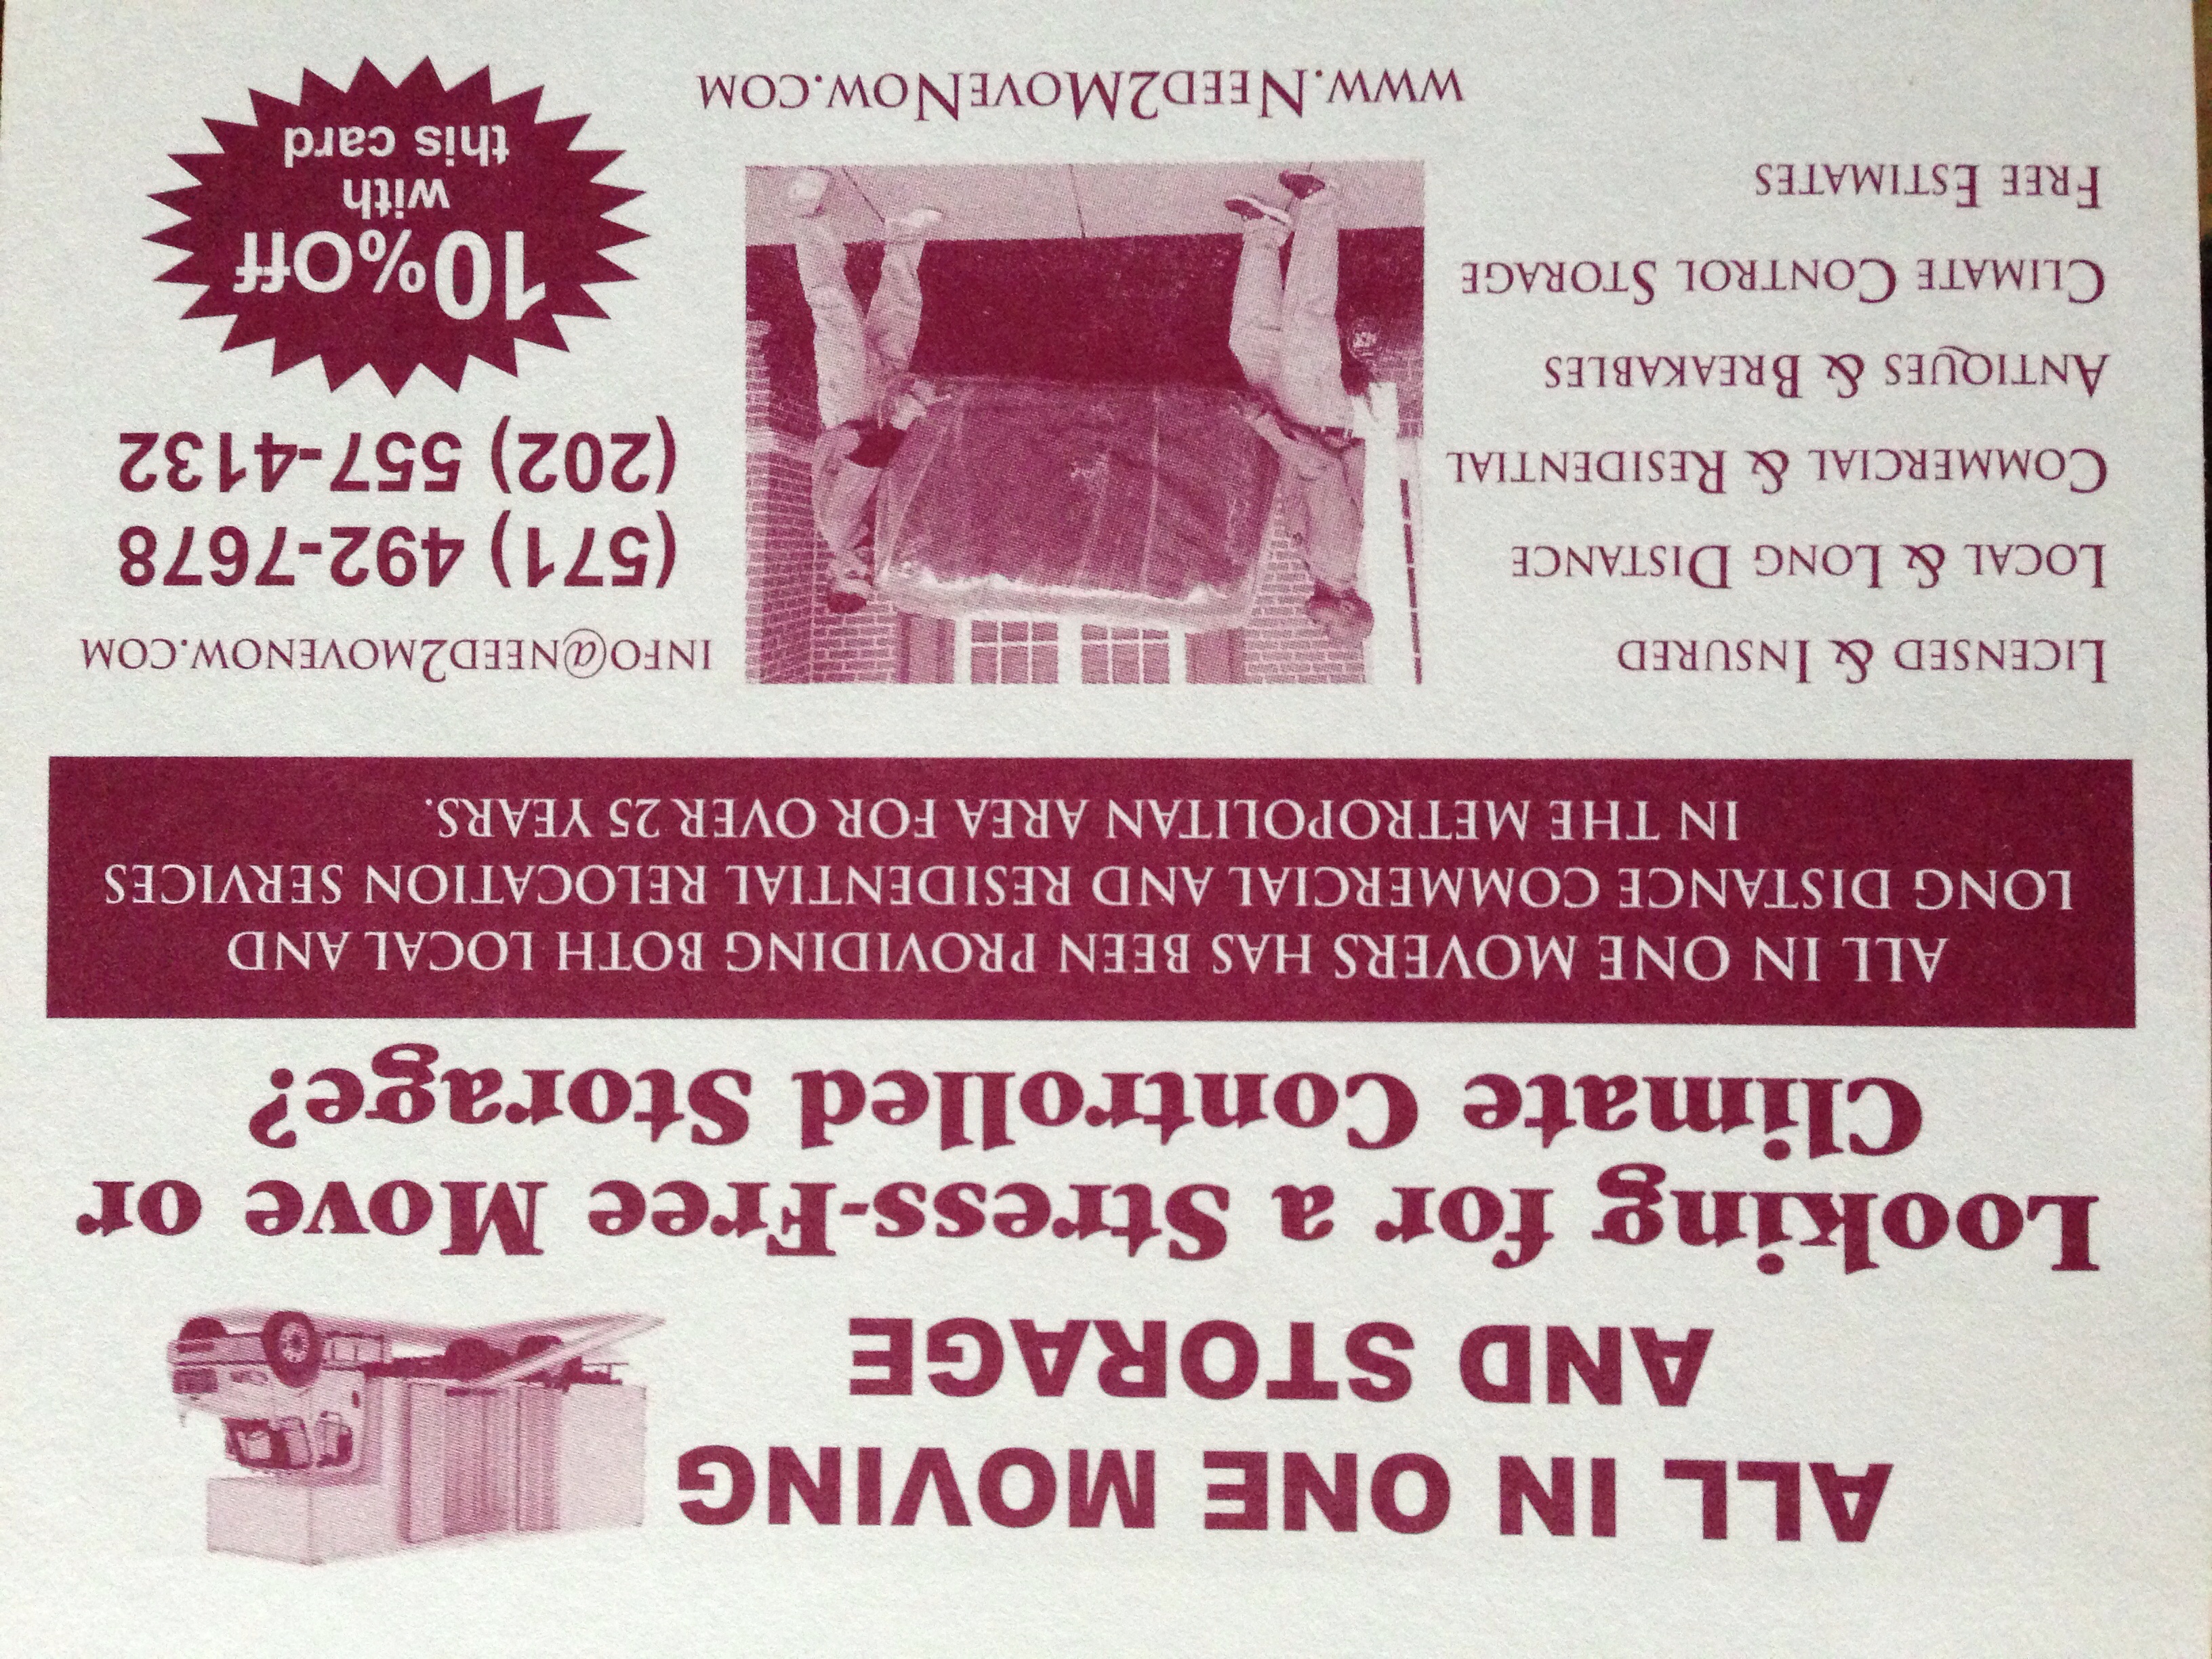 ALL IN ONE MOVING
AND STORAGE
Looking for a Stress-Free Move or
Climate Controlled Storage?
ALL IN ONE MOVERS HAS BEEN PROVIDING BOTH LOCAL AND
LONG DISTANCE COMMERCIAL AND RESIDENTIAL RELOCATION SERVICES
IN THE METROPOLITAN AREA FOR OVER 25 YEARS.
LICENSED & INSURED
LOCAL & LONG DISTANCE
COMMERCIAL & RESIDENTIAL
ANTIQUES & BREAKABLES
CLIMATE CONTROL STORAGE
FREE ESTIMATES
INFO@NEED2MOVENOW.COM
(571) 492-7678
(202) 557-4132
10%Off
with
this card
WWW.NEED2MOVENOW.COM